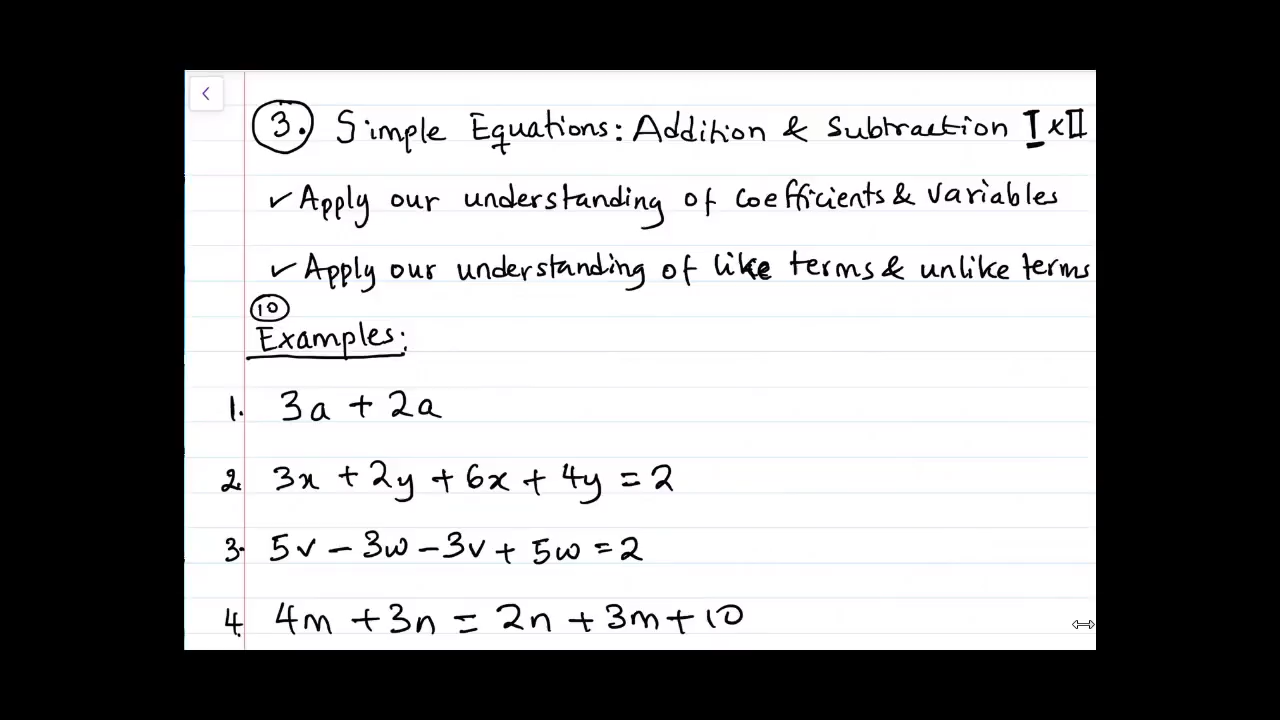 3. Simple Equations: Addition & Subtraction I x II
✓ Apply our understanding of coefficients & variables
✓ Apply our understanding of like terms & unlike terms
10
Examples:
1. 3a + 2a
2. 3x + 2y + 6x + 4y = 2
3. 5v - 3w - 3v + 5w = 2
4. 4m + 3n = 2n + 3m + 10